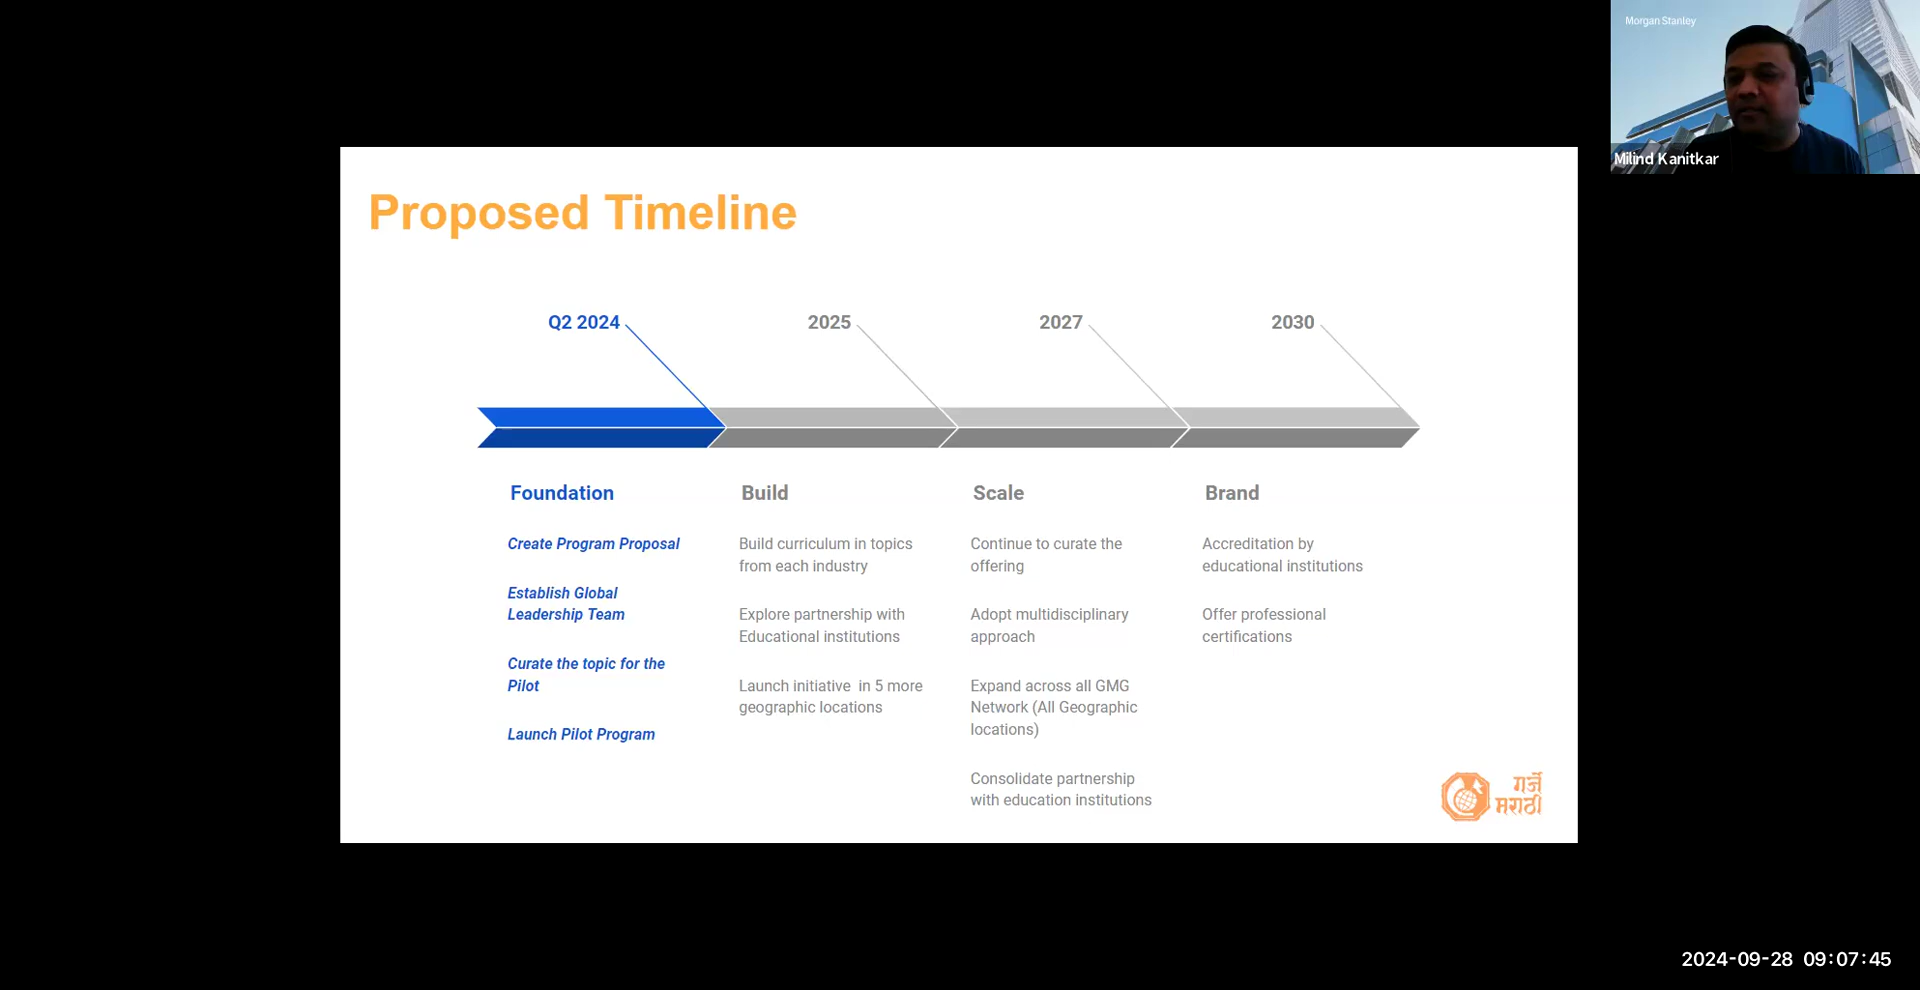 Morgan Stanley
Milind Kanitkar
Proposed Timeline
Q2 2024
2025
2027
2030
Foundation
Create Program Proposal
Establish Global
Leadership Team
Curate the topic for the
Pilot
Launch Pilot Program
Build
Build curriculum in topics
from each industry
Explore partnership with
Educational institutions
Launch initiative  in 5 more
geographic locations
Scale
Continue to curate the
offering
Adopt multidisciplinary
approach
Expand across all GMG
Network (All Geographic
locations)
Consolidate partnership
with education institutions
Brand
Accreditation by
educational institutions
Offer professional
certifications
गर्जे
मराठी
2024-09-28  09:07:45